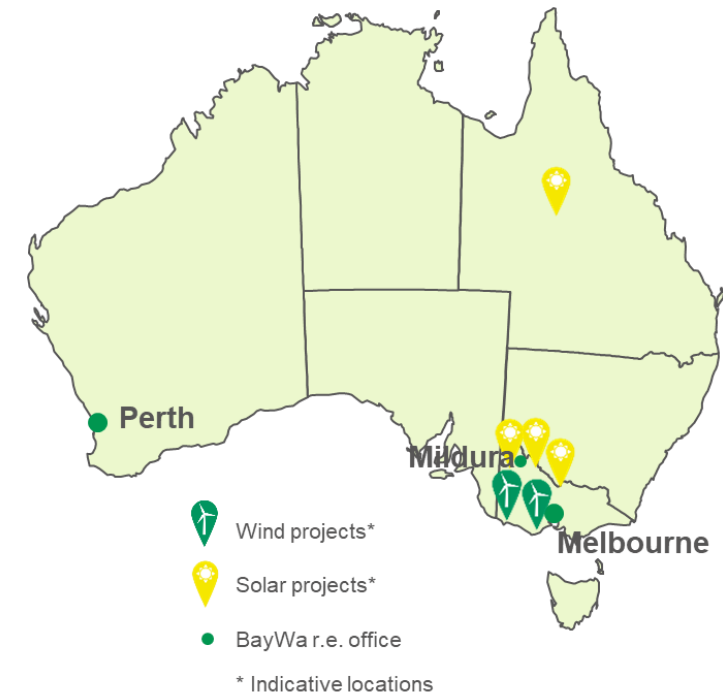 Perth
Mildura
Melbourne
Wind projects*
Solar projects*
BayWa r.e. office
* Indicative locations